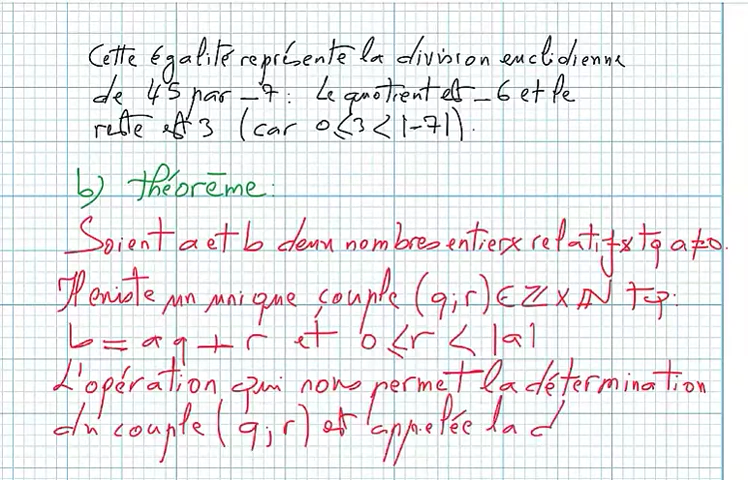 Cette égalité représente la division euclidienne
de 45 par -7 : Le quotient est -6 et le
reste est 3 (car 0≤3<|-7|).
b) théorème:
Soient a et b deux nombres entiers relatifs tq a≠0.
Il existe un unique couple (q;r)∈ℤ×ℕ tq:
b = aq + r et 0≤r<|a|
L'opération qui nous permet la détermination
du couple (q;r) est appelée la d